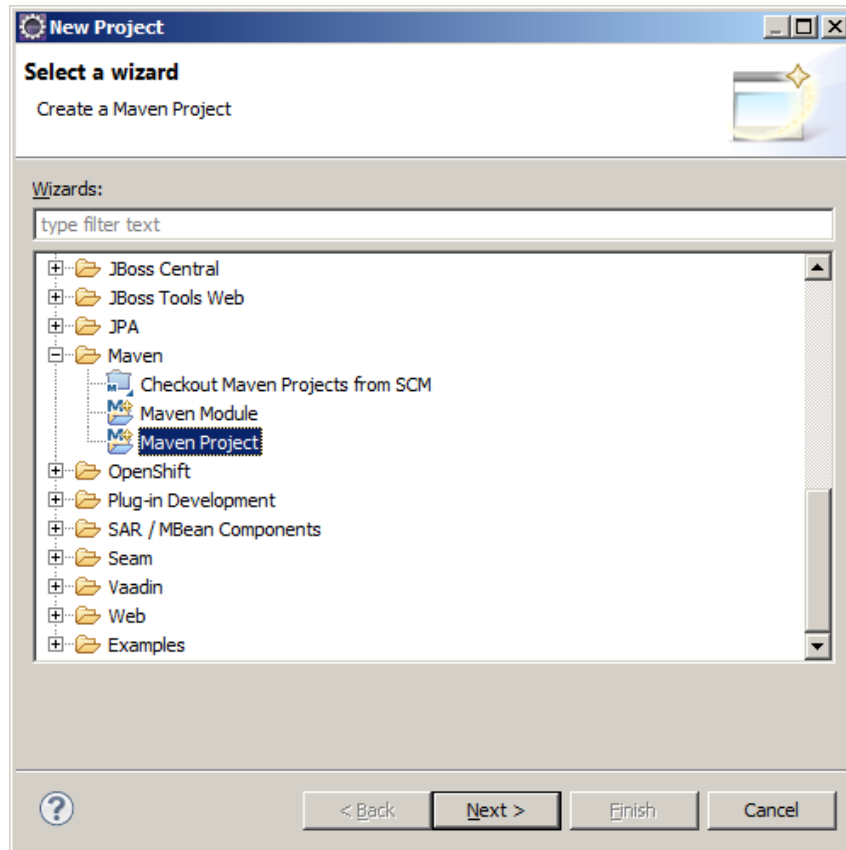 New Project
Select a wizard
Create a Maven Project
Wizards:
type filter text
JBoss Central
JBoss Tools Web
JPA
Maven
Checkout Maven Projects from SCM
Maven Module
Maven Project
OpenShift
Plug-in Development
SAR / MBean Components
Seam
Vaadin
Web
Examples
? < Back Next > Finish Cancel